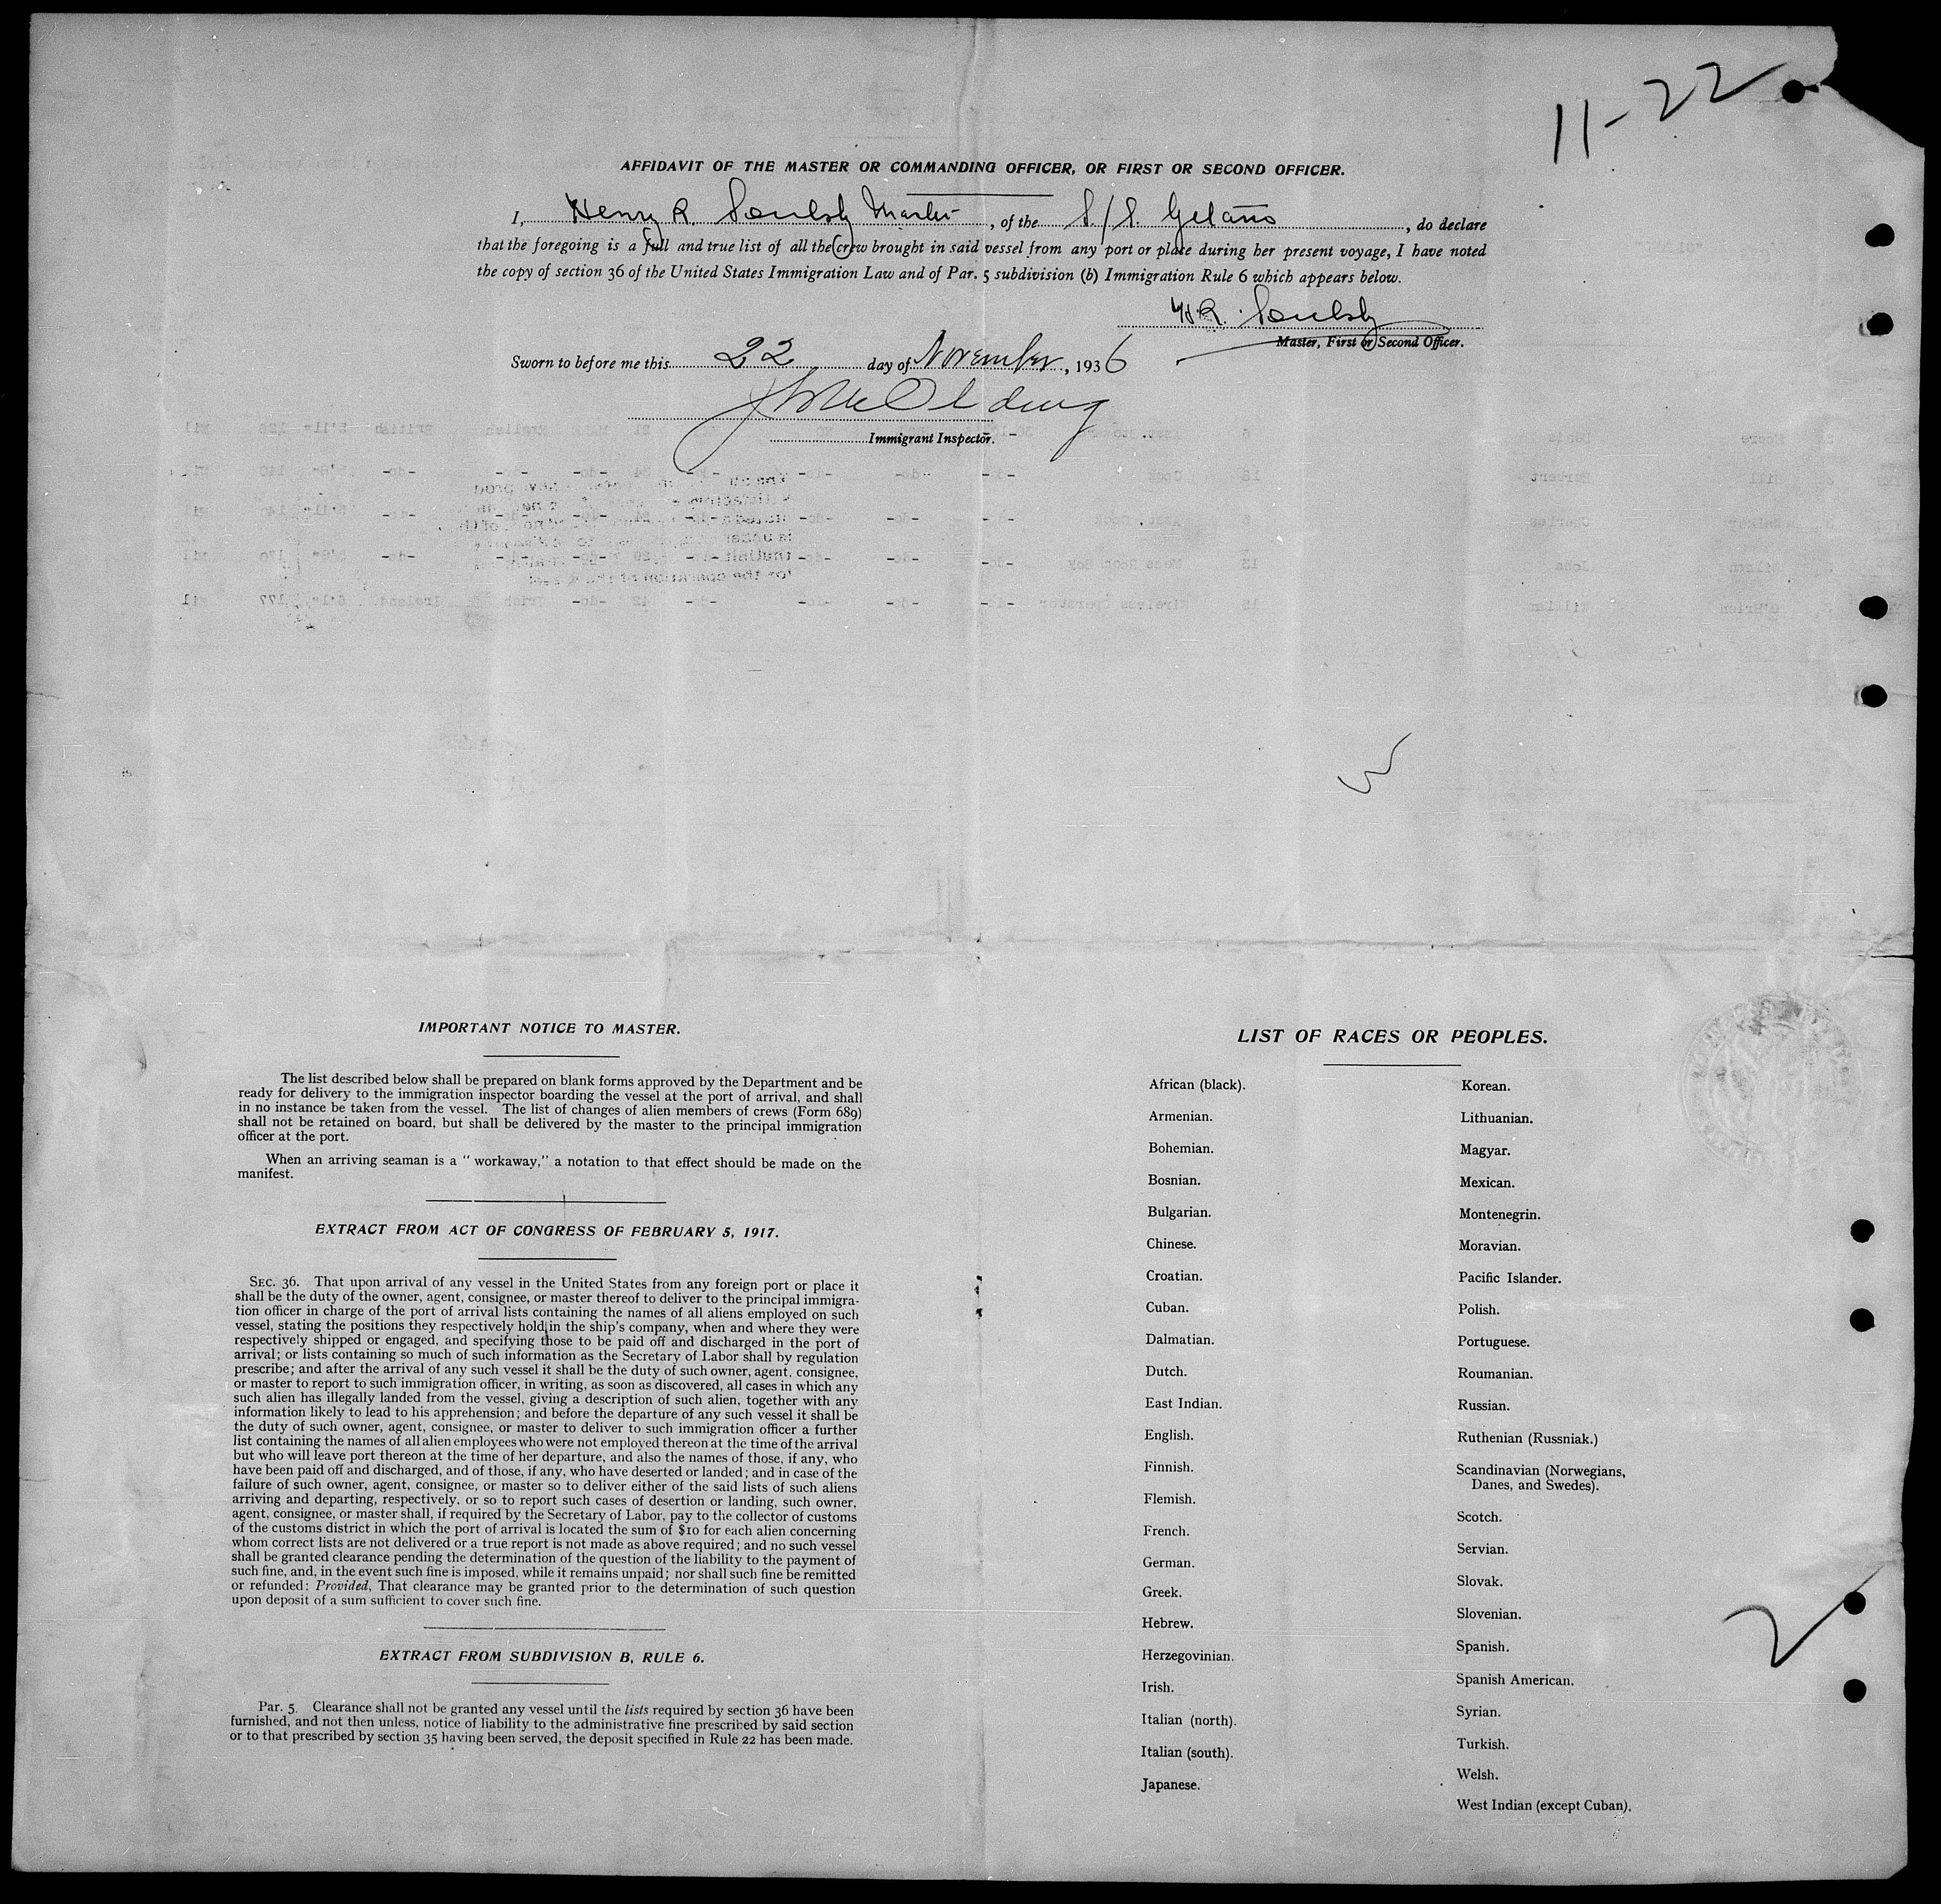 11-22
AFFIDAVIT OF THE MASTER OR COMMANDING OFFICER, OR FIRST OR SECOND OFFICER.
I, Henry R. Soulsby Master, of the S./S. Gitano, do declare
that the foregoing is a full and true list of all the crew brought in said vessel from any port or place during her present voyage, I have noted
the copy of section 36 of the United States Immigration Law and of Par. 5 subdivision (b) Immigration Rule 6 which appears below.
H.R. Soulsby
Master, First or Second Officer.
Sworn to before me this 22 day of November, 1936
Immigrant Inspector.
IMPORTANT NOTICE TO MASTER.
The list described below shall be prepared on blank forms approved by the Department and be
ready for delivery to the immigration inspector boarding the vessel at the port of arrival, and shall
in no instance be taken from the vessel. The list of changes of alien members of crews (Form 689)
shall not be retained on board, but shall be delivered by the master to the principal immigration
officer at the port.
When an arriving seaman is a " workaway," a notation to that effect should be made on the
manifest.
EXTRACT FROM ACT OF CONGRESS OF FEBRUARY 5, 1917.
SEC. 36. That upon arrival of any vessel in the United States from any foreign port or place it
shall be the duty of the owner, agent, consignee, or master thereof to deliver to the principal immigra-
tion officer in charge of the port of arrival lists containing the names of all aliens employed on such
vessel, stating the positions they respectively hold in the ship's company, when and where they were
respectively shipped or engaged, and specifying those to be paid off and discharged in the port of
arrival; or lists containing so much of such information as the Secretary of Labor shall by regulation
prescribe; and after the arrival of any such vessel it shall be the duty of such owner, agent, consignee,
or master to report to such immigration officer, in writing, as soon as discovered, all cases in which any
such alien has illegally landed from the vessel, giving a description of such alien, together with any
information likely to lead to his apprehension; and before the departure of any such vessel it shall be
the duty of such owner, agent, consignee, or master to deliver to such immigration officer a further
list containing the names of all alien employees who were not employed thereon at the time of the arrival
but who will leave port thereon at the time of her departure, and also the names of those, if any, who
have been paid off and discharged, and of those, if any, who have deserted or landed; and in case of the
failure of such owner, agent, consignee, or master so to deliver either of the said lists of such aliens
arriving and departing, respectively, or so to report such cases of desertion or landing, such owner,
agent, consignee, or master shall, if required by the Secretary of Labor, pay to the collector of customs
of the customs district in which the port of arrival is located the sum of $10 for each alien concerning
whom correct lists are not delivered or a true report is not made as above required; and no such vessel
shall be granted clearance pending the determination of the question of the liability to the payment of
such fine, and, in the event such fine is imposed, while it remains unpaid; nor shall such fine be remitted
or refunded: Provided, That clearance may be granted prior to the determination of such question
upon deposit of a sum sufficient to cover such fine.
EXTRACT FROM SUBDIVISION B, RULE 6.
Par. 5. Clearance shall not be granted any vessel until the lists required by section 36 have been
furnished, and not then unless, notice of liability to the administrative fine prescribed by said section
or to that prescribed by section 35 having been served, the deposit specified in Rule 22 has been made.
LIST OF RACES OR PEOPLES.
African (black).
Armenian.
Bohemian.
Bosnian.
Bulgarian.
Chinese.
Croatian.
Cuban.
Dalmatian.
Dutch.
East Indian.
English.
Finnish.
Flemish.
French.
German.
Greek.
Hebrew.
Herzegovinian.
Irish.
Italian (north).
Italian (south).
Japanese.
Korean.
Lithuanian.
Magyar.
Mexican.
Montenegrin.
Moravian.
Pacific Islander.
Polish.
Portuguese.
Roumanian.
Russian.
Ruthenian (Russniak.)
Scandinavian (Norwegians,
Danes, and Swedes).
Scotch.
Servian.
Slovak.
Slovenian.
Spanish.
Spanish American.
Syrian.
Turkish.
Welsh.
West Indian (except Cuban).